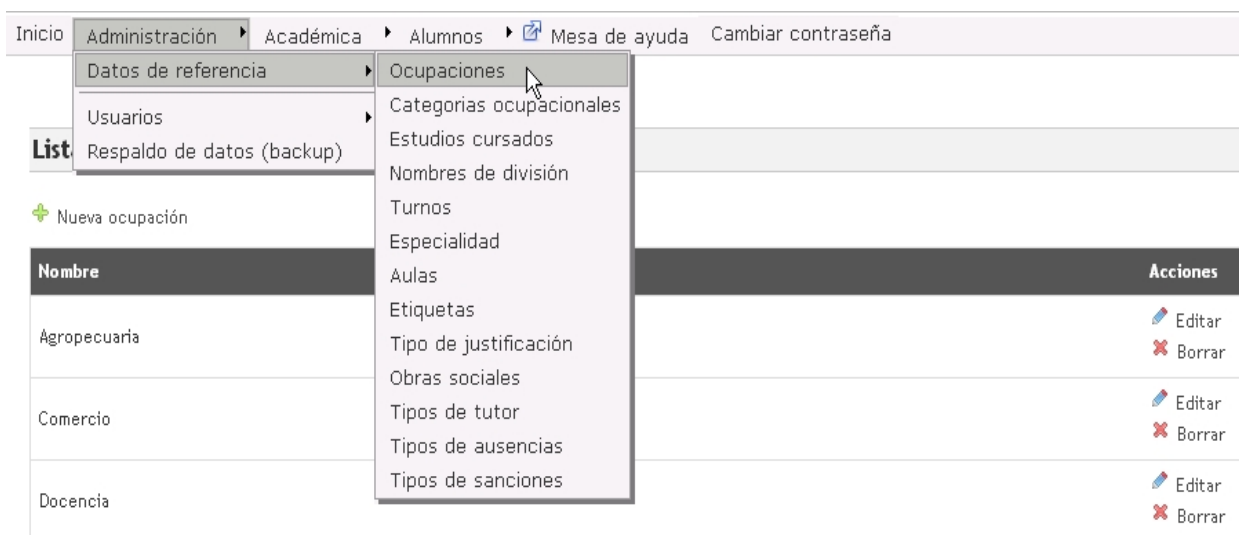 Inicio Administración Académica Alumnos Mesa de ayuda Cambiar contraseña
Datos de referencia
Usuarios
Respaldo de datos (backup)
Ocupaciones
Categorias ocupacionales
Estudios cursados
Nombres de división
Turnos
Especialidad
Aulas
Etiquetas
Tipo de justificación
Obras sociales
Tipos de tutor
Tipos de ausencias
Tipos de sanciones
Nueva ocupación
Nombre Acciones
Agropecuaria Editar
Borrar
Comercio Editar
Borrar
Docencia Editar
Borrar